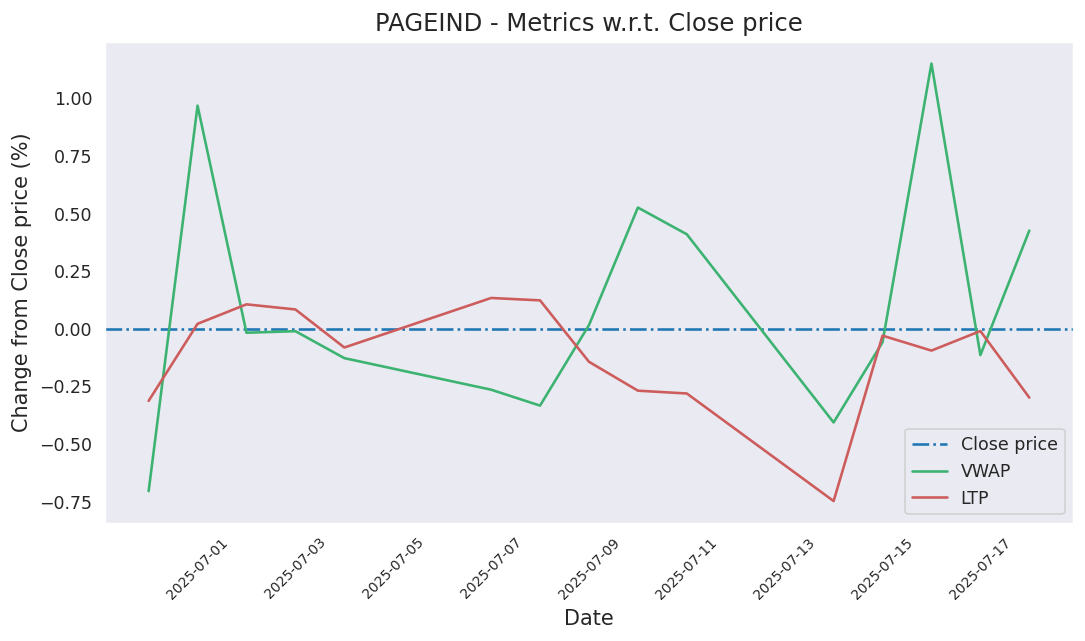 PAGEIND - Metrics w.r.t. Close price
Change from Close price (%)
1.00
0.75
0.50
0.25
0.00
−0.25
−0.50
−0.75
Close price
VWAP
LTP
2025-07-01
2025-07-03
2025-07-05
2025-07-07
2025-07-09
2025-07-11
2025-07-13
2025-07-15
2025-07-17
Date